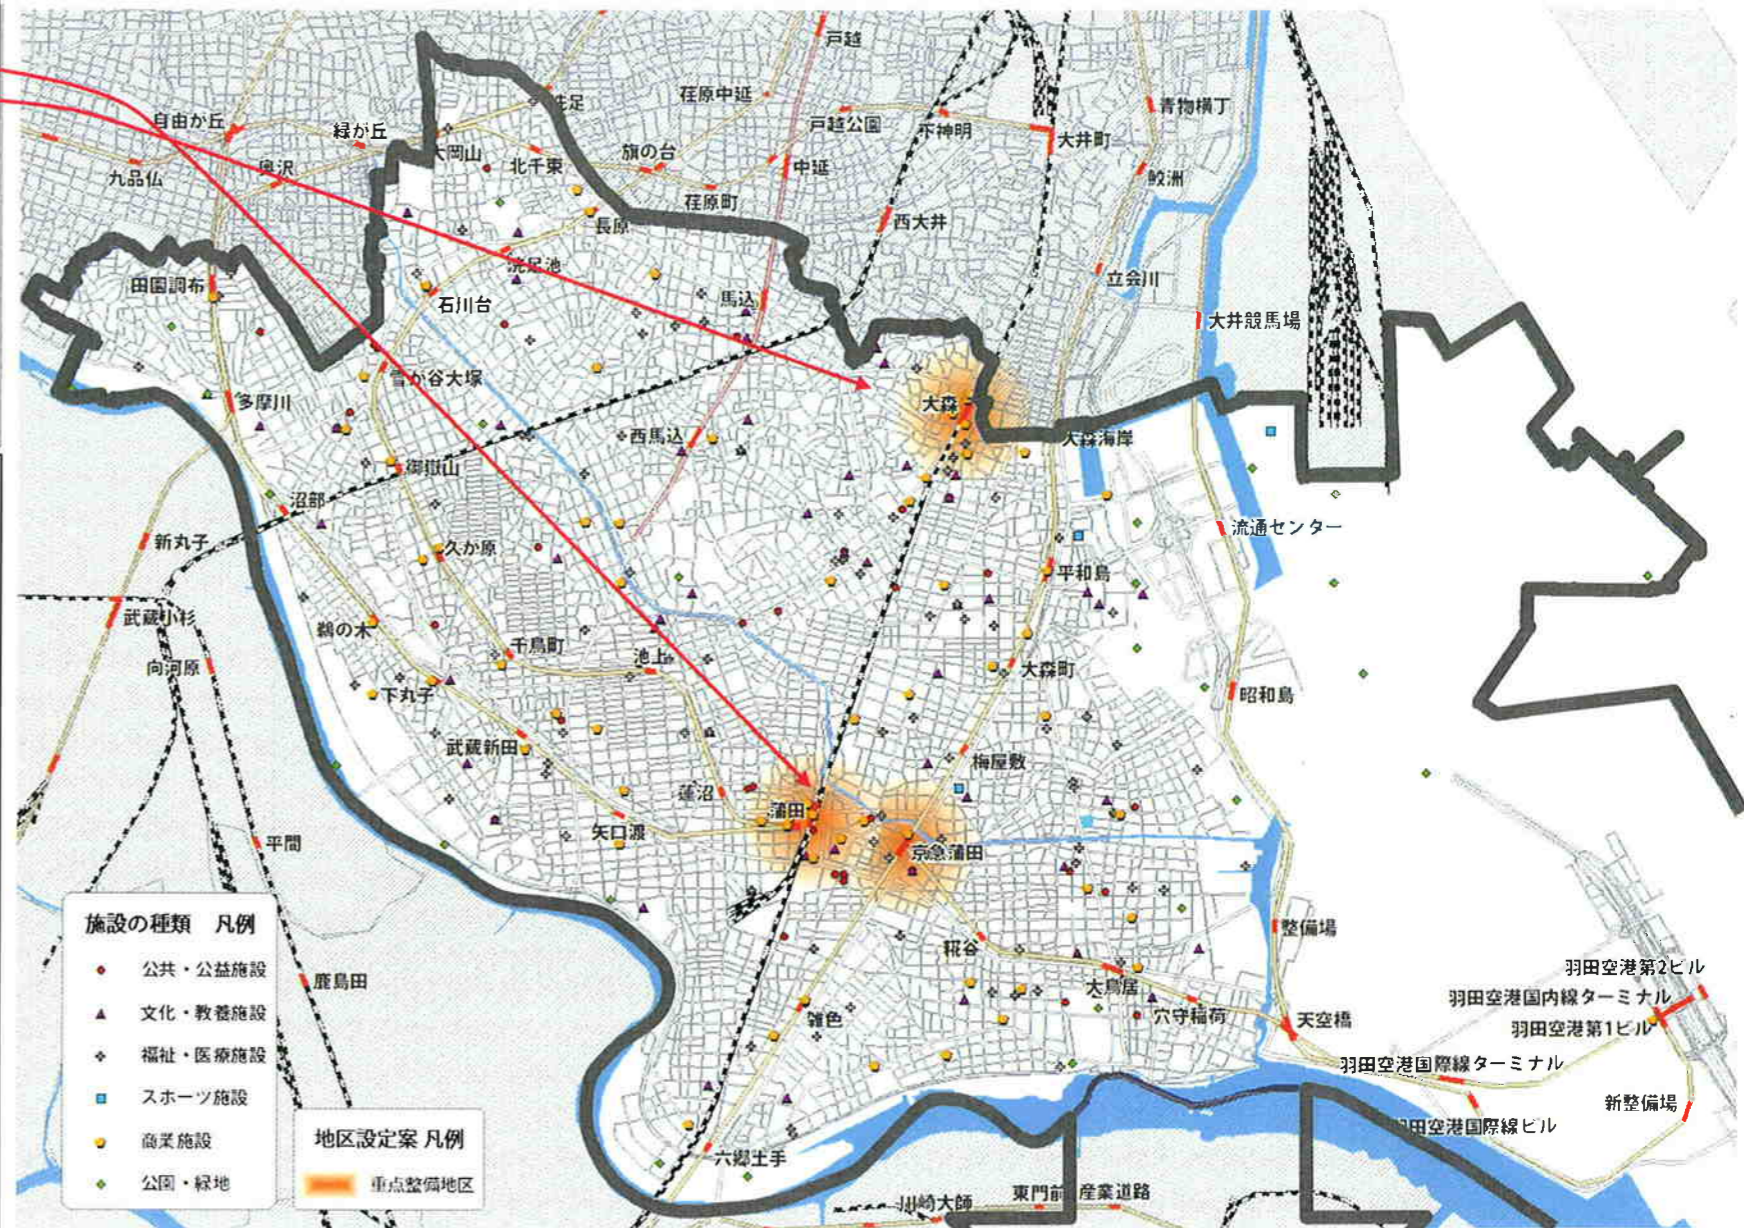 戸越
自由が丘
緑が丘
洗足
荏原中延
戸越公園
下神明
青物横丁
大井町
九品仏
奥沢
大岡山
北千束
旗の台
中延
鮫洲
荏原町
長原
西大井
洗足池
立会川
田園調布
石川台
馬込
大井競馬場
雪が谷大塚
多摩川
大森
西馬込
大森海岸
御嶽山
沼部
流通センター
新丸子
久が原
平和島
武蔵小杉
鵜の木
千鳥町
池上
向河原
大森町
下丸子
昭和島
武蔵新田
梅屋敷
蓮沼
蒲田
矢口渡
平間
京急蒲田
施設の種類 凡例
公共・公益施設
文化・教養施設
福祉・医療施設
スポーツ施設
商業施設
公園・緑地
鹿島田
糀谷
整備場
大鳥居
穴守稲荷
雑色
天空橋
羽田空港第2ビル
羽田空港国内線ターミナル
羽田空港第1ビル
羽田空港国際線ターミナル
新整備場
羽田空港国際線ビル
地区設定案 凡例
重点整備地区
六郷土手
川崎大師
東門前
産業道路